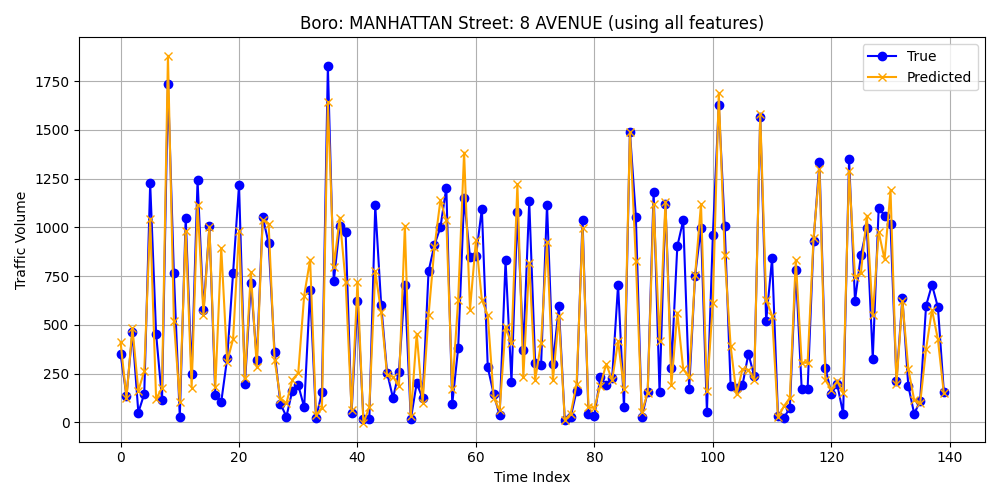 Boro: MANHATTAN Street: 8 AVENUE (using all features)
True
Predicted
Traffic Volume
1750
1500
1250
1000
750
500
250
0
0 20 40 60 80 100 120 140
Time Index